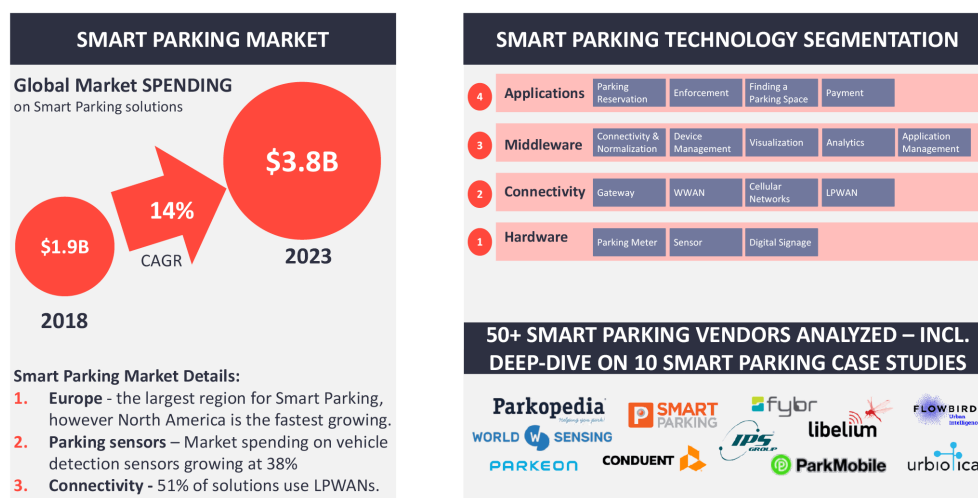 SMART PARKING MARKET
Global Market SPENDING
on Smart Parking solutions
$3.8B
14%
$1.9B
CAGR
2023
2018
Smart Parking Market Details:
1. Europe - the largest region for Smart Parking,
however North America is the fastest growing.
2. Parking sensors – Market spending on vehicle
detection sensors growing at 38%
3. Connectivity - 51% of solutions use LPWANs.
SMART PARKING TECHNOLOGY SEGMENTATION
4 Applications
Parking
Reservation
Enforcement
Finding a
Parking Space
Payment
3 Middleware
Connectivity &
Normalization
Device
Management
Visualization
Analytics
Application
Management
2 Connectivity
Gateway
WWAN
Cellular
Networks
LPWAN
1 Hardware
Parking Meter
Sensor
Digital Signage
50+ SMART PARKING VENDORS ANALYZED – INCL.
DEEP-DIVE ON 10 SMART PARKING CASE STUDIES
Parkopedia
Helping you park!
SMART
PARKING
fybr
libelium
FLOWBIRD
Urban
Intelligence
WORLD W SENSING
IPS
GROUP
PARKEON
CONDUENT
ParkMobile
urbiotica